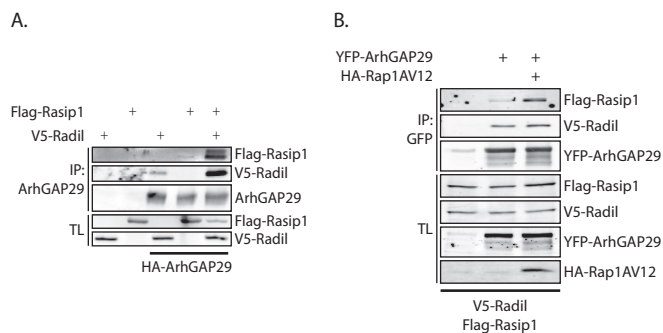 A.
Flag-Rasip1 + + +
V5-Radil + + +
IP:
ArhGAP29
Flag-Rasip1
V5-Radil
ArhGAP29
TL
Flag-Rasip1
V5-Radil
HA-ArhGAP29
B.
YFP-ArhGAP29 + +
HA-Rap1AV12 +
IP:
GFP
Flag-Rasip1
V5-Radil
YFP-ArhGAP29
TL
Flag-Rasip1
V5-Radil
YFP-ArhGAP29
HA-Rap1AV12
V5-Radil
Flag-Rasip1